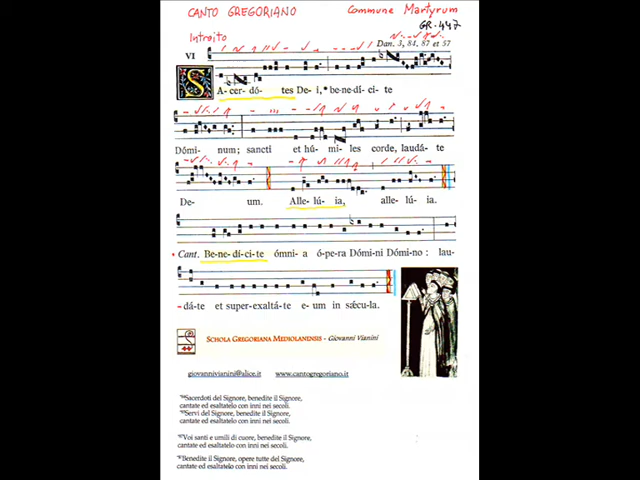 CANTO GREGORIANO Commune Martyrum
GR. 447
Introito
VI Dan. 3, 84. 87 et 57
SA-cer-dó-tes De-i,* be-ne-dí-ci-te
Dómi-num; sancti et hú-mi-les corde, laudá-te
De-um. Alle-lú-ia, alle-lú-ia.
Cant. Be-ne-dí-ci-te ómni-a ó-pe-ra Dómi-ni Dómino: lau-
-dá-te et super-exaltá-te e-um in sǽcu-la.
SCHOLA GREGORIANA MEDIOLANENSIS - Giovanni Vianini
giovannivianini@alice.it www.cantogregoriano.it
Sacerdoti del Signore, benedite il Signore,
cantate ed esaltatelo con inni nei secoli.
Servi del Signore, benedite il Signore,
cantate ed esaltatelo con inni nei secoli.
Voi santi e umili di cuore, benedite il Signore,
cantate ed esaltatelo con inni nei secoli.
Benedite il Signore, opere tutte del Signore,
cantate ed esaltatelo con inni nei secoli.